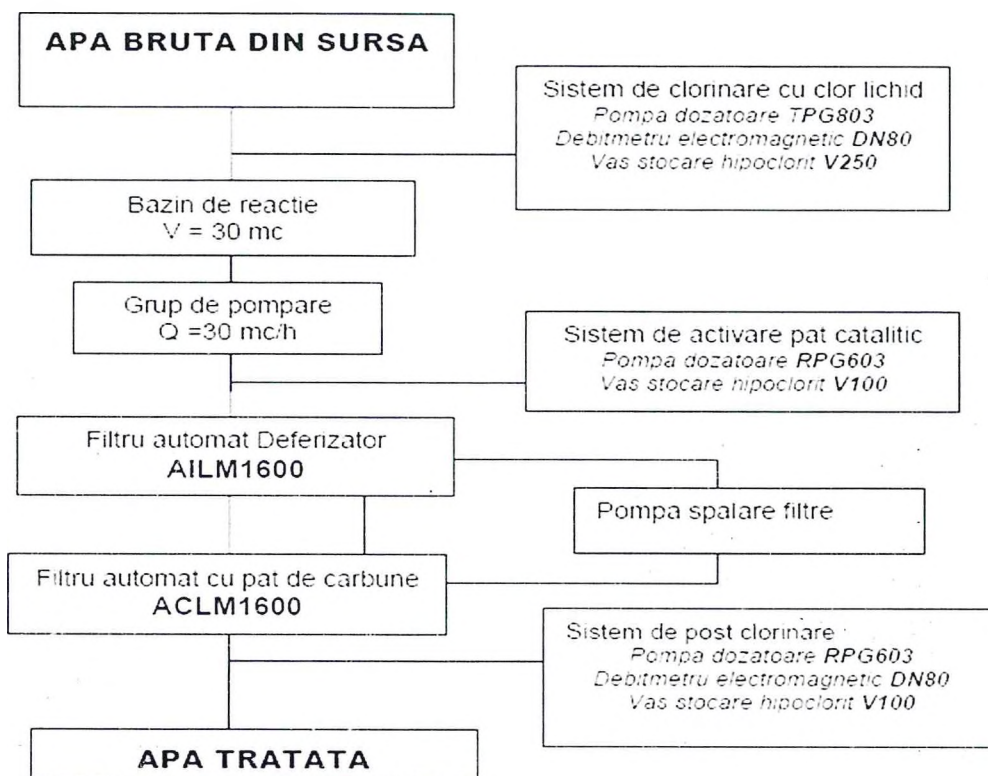 APA BRUTA DIN SURSA
Sistem de clorinare cu clor lichid
Pompa dozatoare TPG803
Debitmetru electromagnetic DN80
Vas stocare hipoclorit V250
Bazin de reactie
V = 30 mc
Grup de pompare
Q =30 mc/h
Sistem de activare pat catalitic
Pompa dozatoare RPG603
Vas stocare hipoclorit V100
Filtru automat Deferizator
AILM1600
Pompa spalare filtre
Filtru automat cu pat de carbune
ACLM1600
Sistem de post clorinare
Pompa dozatoare RPG603
Debitmetru electromagnetic DN80
Vas stocare hipoclorit V100
APA TRATATA